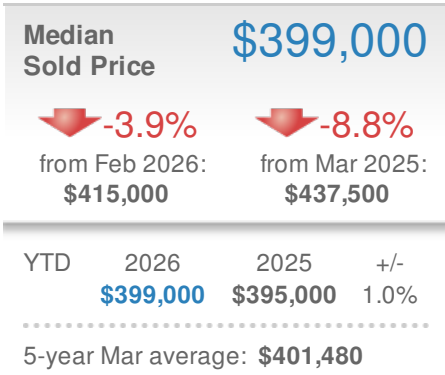 Median
Sold Price
$399,000
-3.9%
-8.8%
from Feb 2026:
from Mar 2025:
$415,000
$437,500
YTD 2026 2025 +/-
$399,000 $395,000 1.0%
5-year Mar average: $401,480